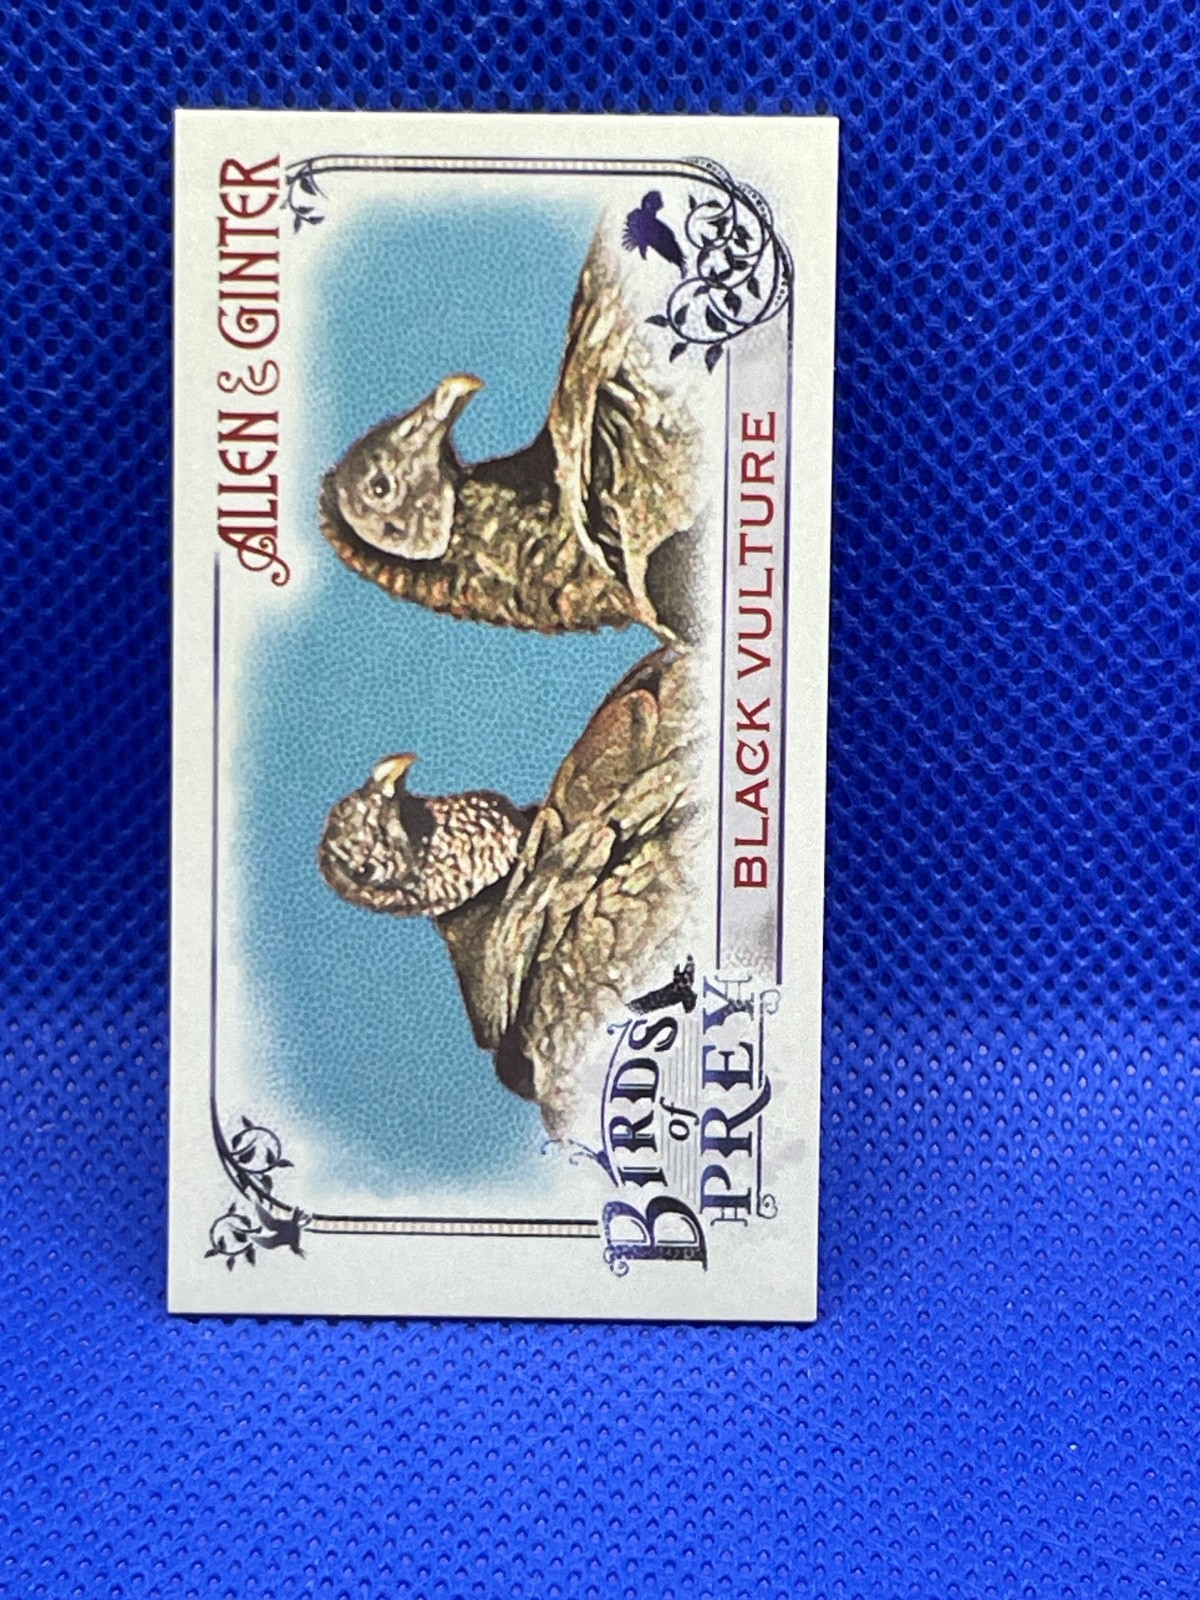 ALLEN & GINTER
BLACK VULTURE
BIRDS
of
PREY